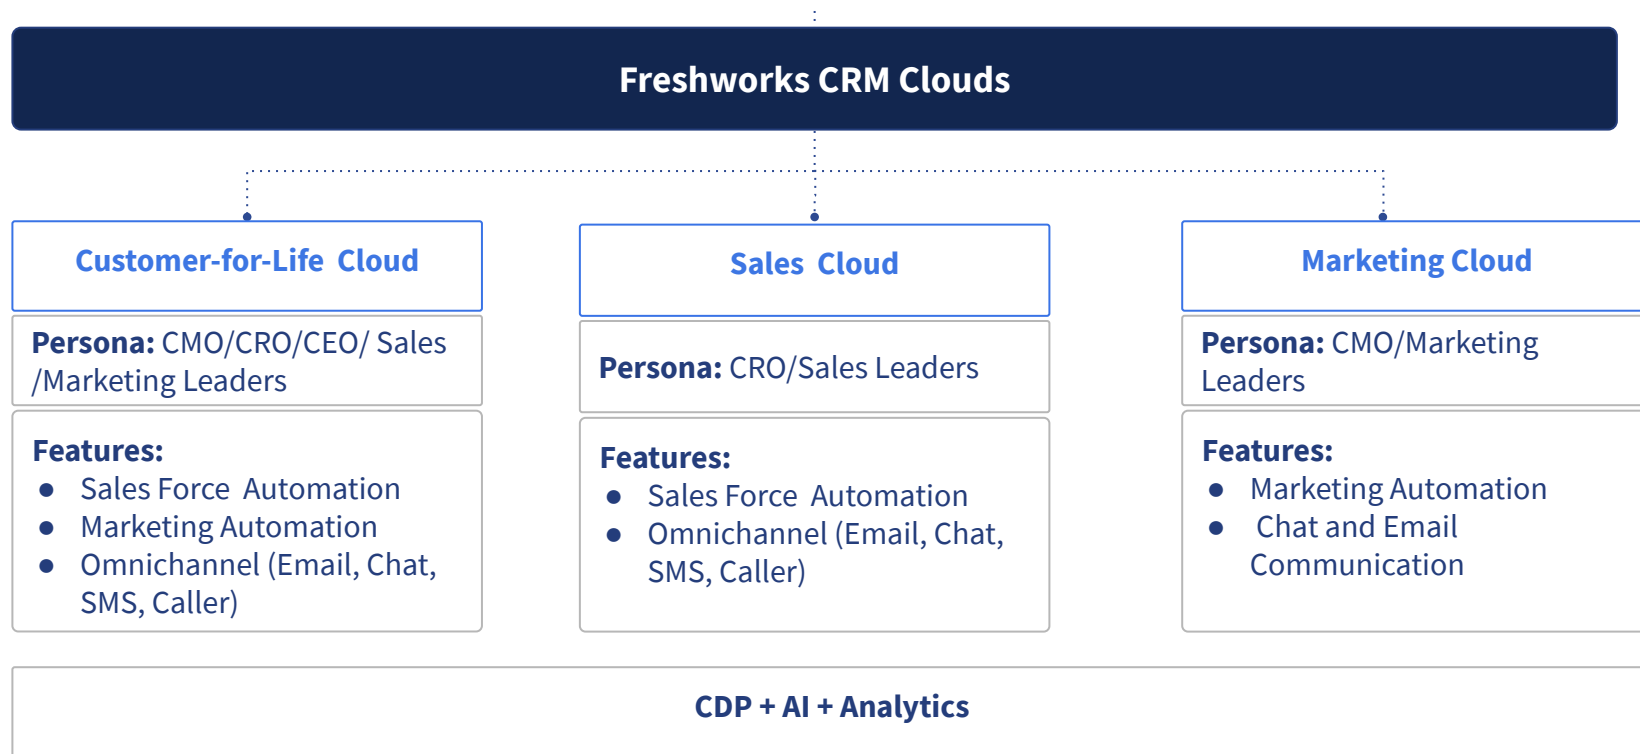 Freshworks CRM Clouds
Customer-for-Life  Cloud
Persona: CMO/CRO/CEO/ Sales
/Marketing Leaders
Features:
● Sales Force  Automation
● Marketing Automation
● Omnichannel (Email, Chat,
SMS, Caller)
Sales  Cloud
Persona: CRO/Sales Leaders
Features:
● Sales Force  Automation
● Omnichannel (Email, Chat,
SMS, Caller)
Marketing Cloud
Persona: CMO/Marketing
Leaders
Features:
● Marketing Automation
● Chat and Email
Communication
CDP + AI + Analytics